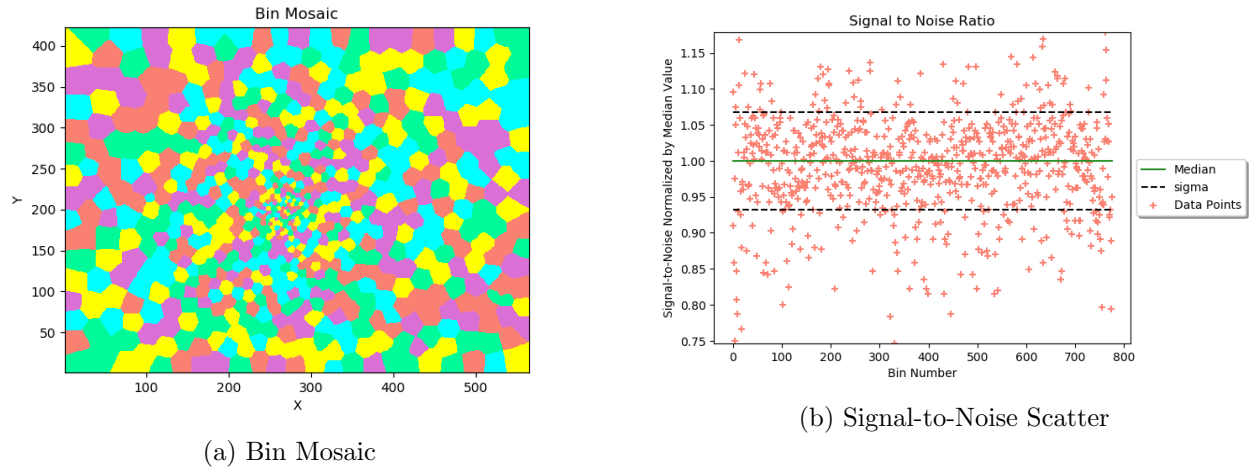 Bin Mosaic
400
350
300
250
200
150
100
50
Y
100 200 300 400 500
X
(a) Bin Mosaic
Signal to Noise Ratio
1.15
1.10
1.05
1.00
0.95
0.90
0.85
0.80
0.75
Signal-to-Noise Normalized by Median Value
0 100 200 300 400 500 600 700 800
Bin Number
Median
sigma
Data Points
(b) Signal-to-Noise Scatter